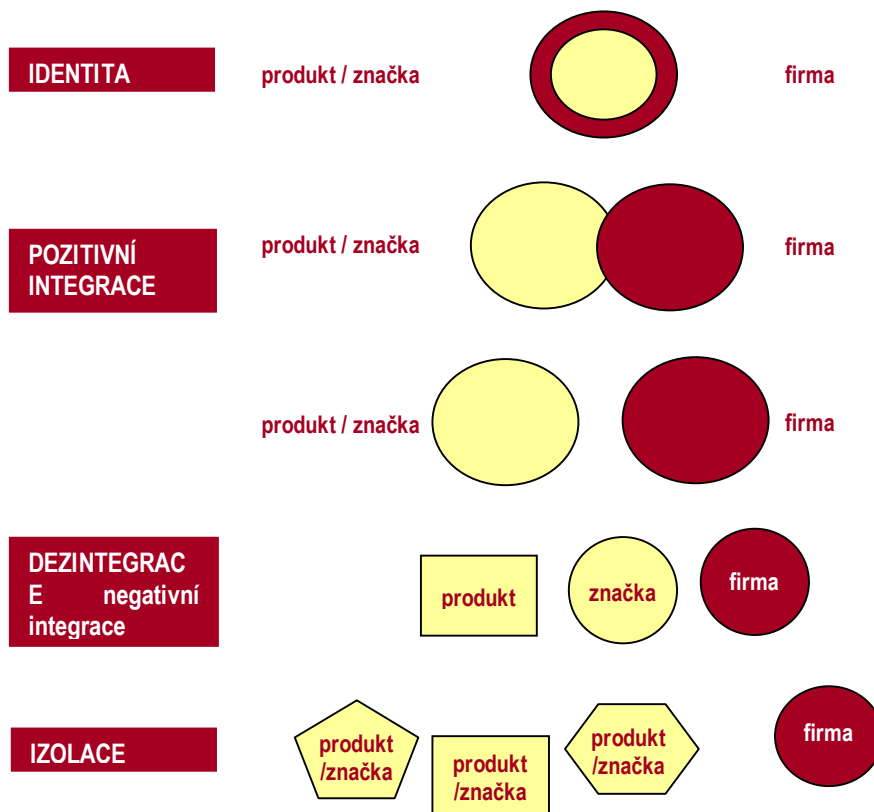 IDENTITA
produkt / značka
firma
POZITIVNÍ
INTEGRACE
produkt / značka
firma
produkt / značka
firma
DEZINTEGRAC
E negativní
integrace
produkt
značka
firma
IZOLACE
produkt
/značka
produkt
/značka
produkt
/značka
firma